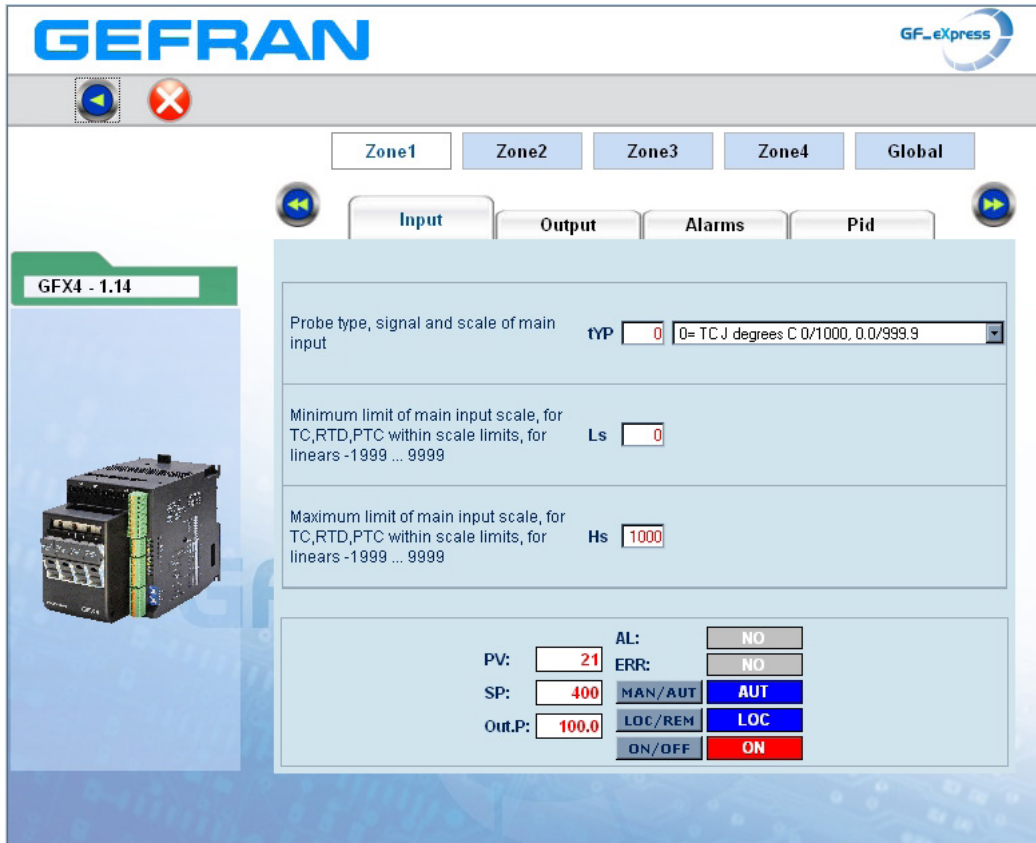 GEFRAN
GF_eXpress
Zone1 Zone2 Zone3 Zone4 Global
Input Output Alarms Pid
GFX4 - 1.14
Probe type, signal and scale of main
input
tYP 0 0= TC J degrees C 0/1000, 0.0/999.9
Minimum limit of main input scale, for
TC,RTD,PTC within scale limits, for
linears -1999 ... 9999
Ls 0
Maximum limit of main input scale, for
TC,RTD,PTC within scale limits, for
linears -1999 ... 9999
Hs 1000
PV: 21
SP: 400
Out.P: 100.0
AL: NO
ERR: NO
MAN/AUT AUT
LOC/REM LOC
ON/OFF ON